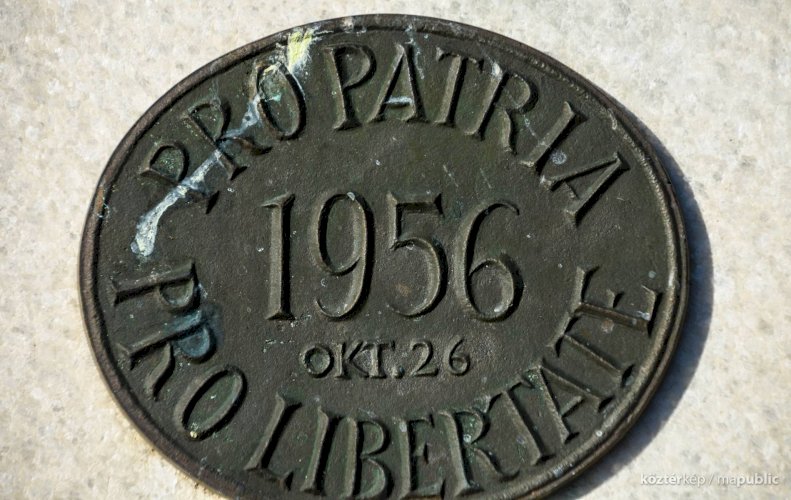 PRO PATRIA
1956
OKT. 26
PRO LIBERTATE
köztérkép / mapublic